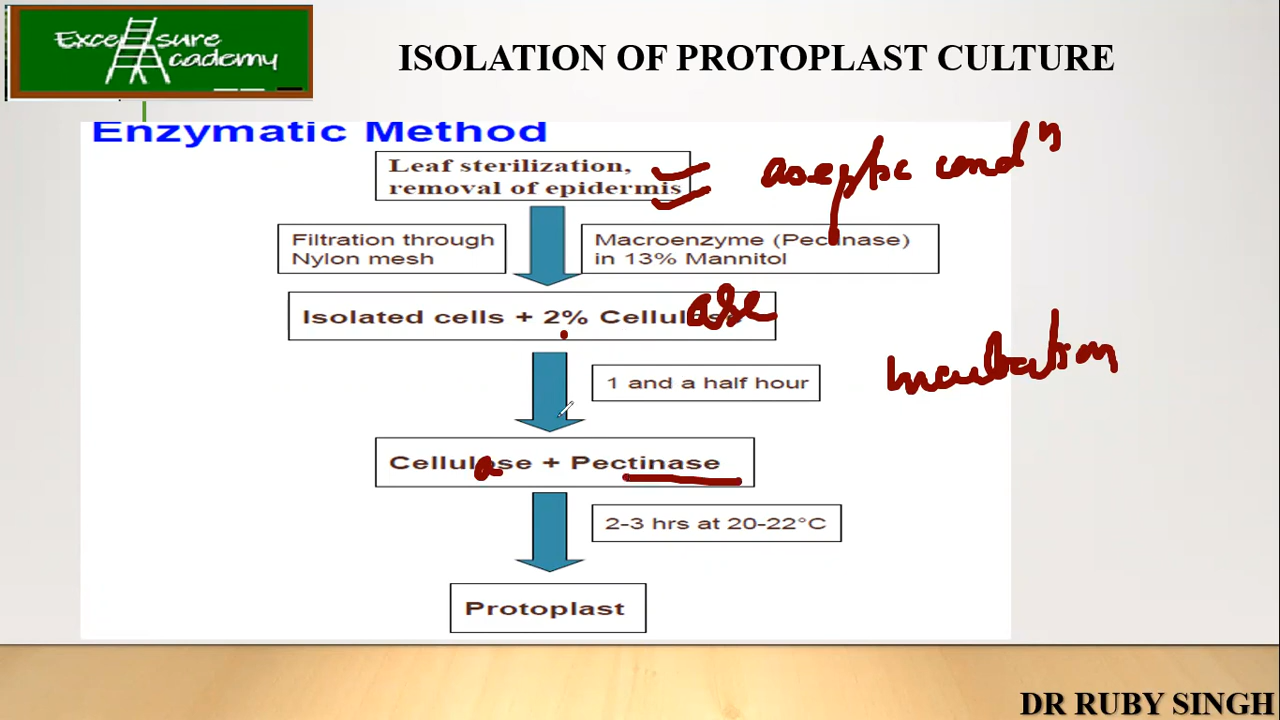 Excel sure
Academy
ISOLATION OF PROTOPLAST CULTURE
Enzymatic Method
Leaf sterilization,
removal of epidermis
aseptic condn
Filtration through
Nylon mesh
Macroenzyme (Pectinase)
in 13% Mannitol
Isolated cells + 2% Cellulase
ase
1 and a half hour
incubation
Cellulase + Pectinase
2-3 hrs at 20-22°C
Protoplast
DR RUBY SINGH